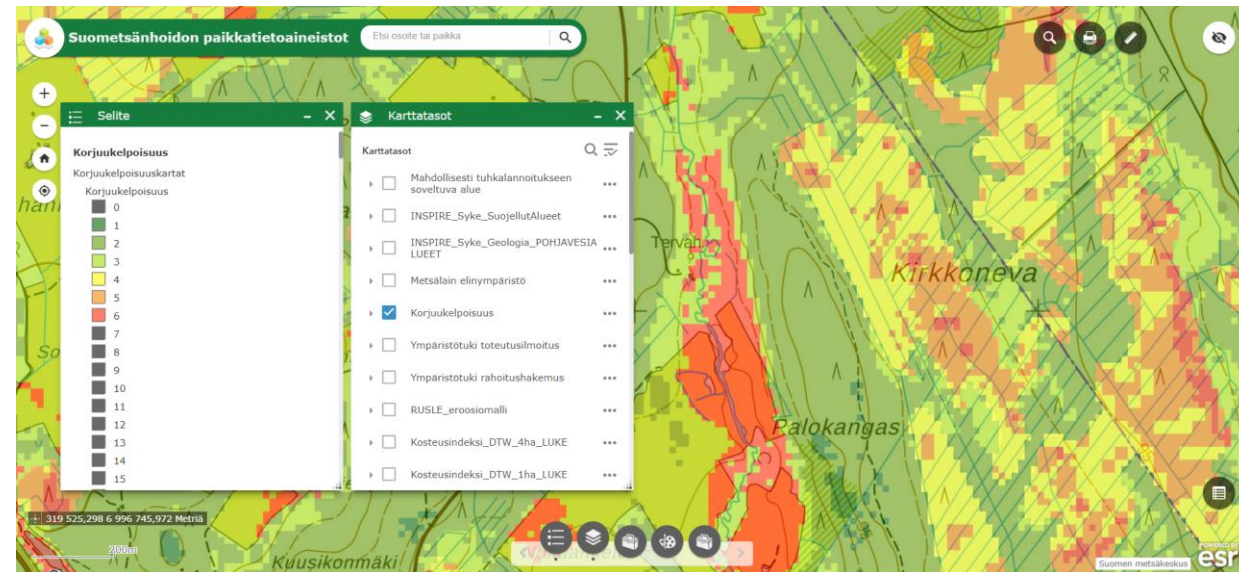 Suometsänhoidon paikkatietoaineistot
Etsi osoite tai paikka
Selite
Korjuukelpoisuus
Korjuukelpoisuuskartat
Korjuukelpoisuus
0
1
2
3
4
5
6
7
8
9
10
11
12
13
14
15
Karttatasot
Karttatasot
Mahdollisesti tuhkalannoitukseen
soveltuva alue
INSPIRE_Syke_SuojellutAlueet
INSPIRE_Syke_Geologia_POHJAVESIA
LUEET
Metsälain elinympäristö
Korjuukelpoisuus
Ympäristötuki toteutusilmoitus
Ympäristötuki rahoitushakemus
RUSLE_eroosiomalli
Kosteusindeksi_DTW_4ha_LUKE
Kosteusindeksi_DTW_1ha_LUKE
Kirkkoneva
Palokangas
Kuusikonmäki
319 525,298 6 996 745,972 Metriä
200m
Suomen metsäkeskus
POWERED BY
esri